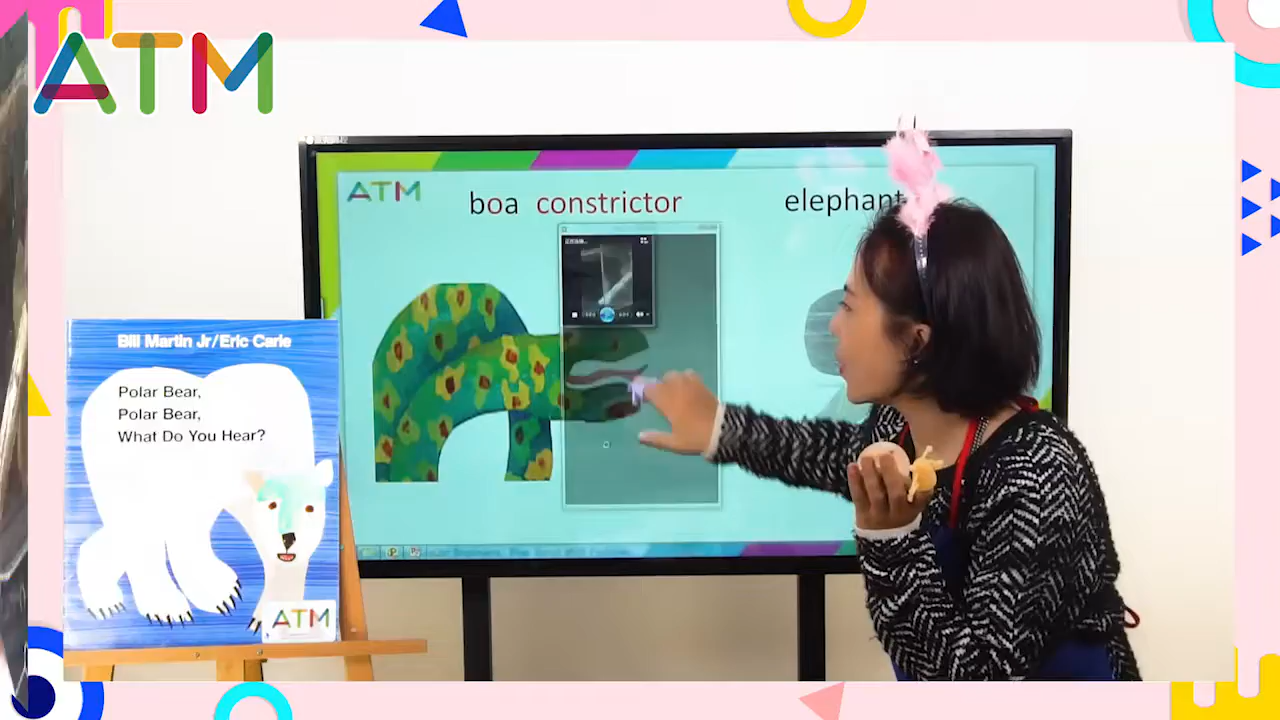 ATM
ATM
boa constrictor
elephant
Bill Martin Jr/Eric Carle
Polar Bear,
Polar Bear,
What Do You Hear?
ATM